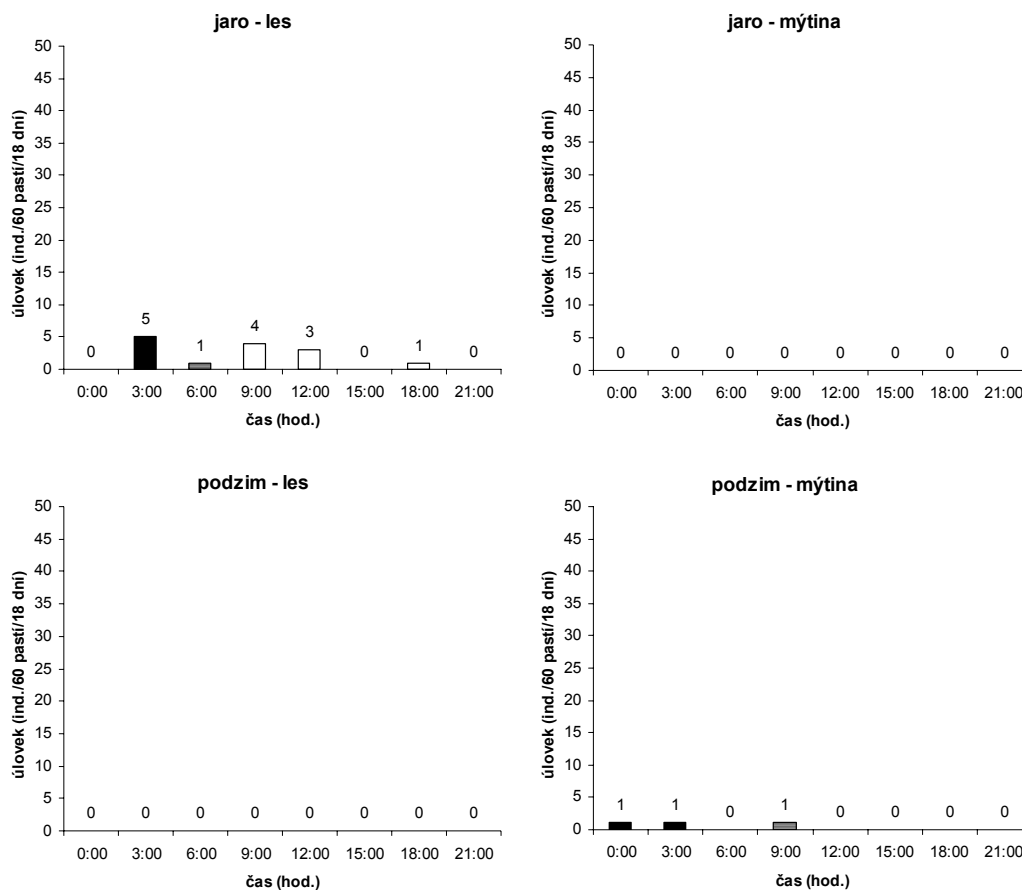 jaro - les
50
45
40
35
30
25
20
15
10
5
0
úlovek (ind./60 pastí/18 dní)
0 5 1 4 3 0 1 0
0:00 3:00 6:00 9:00 12:00 15:00 18:00 21:00
čas (hod.)
jaro - mýtina
50
45
40
35
30
25
20
15
10
5
0
úlovek (ind./60 pastí/18 dní)
0 0 0 0 0 0 0 0
0:00 3:00 6:00 9:00 12:00 15:00 18:00 21:00
čas (hod.)
podzim - les
50
45
40
35
30
25
20
15
10
5
0
úlovek (ind./60 pastí/18 dní)
0 0 0 0 0 0 0 0
0:00 3:00 6:00 9:00 12:00 15:00 18:00 21:00
čas (hod.)
podzim - mýtina
50
45
40
35
30
25
20
15
10
5
0
úlovek (ind./60 pastí/18 dní)
1 1 0 1 0 0 0 0
0:00 3:00 6:00 9:00 12:00 15:00 18:00 21:00
čas (hod.)